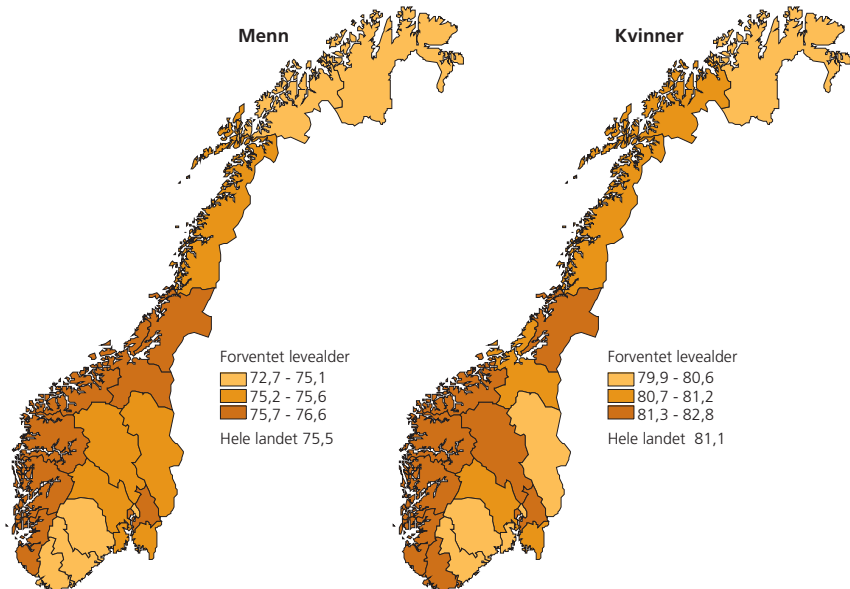 Menn
Forventet levealder
72,7 - 75,1
75,2 - 75,6
75,7 - 76,6
Hele landet 75,5
Kvinner
Forventet levealder
79,9 - 80,6
80,7 - 81,2
81,3 - 82,8
Hele landet 81,1